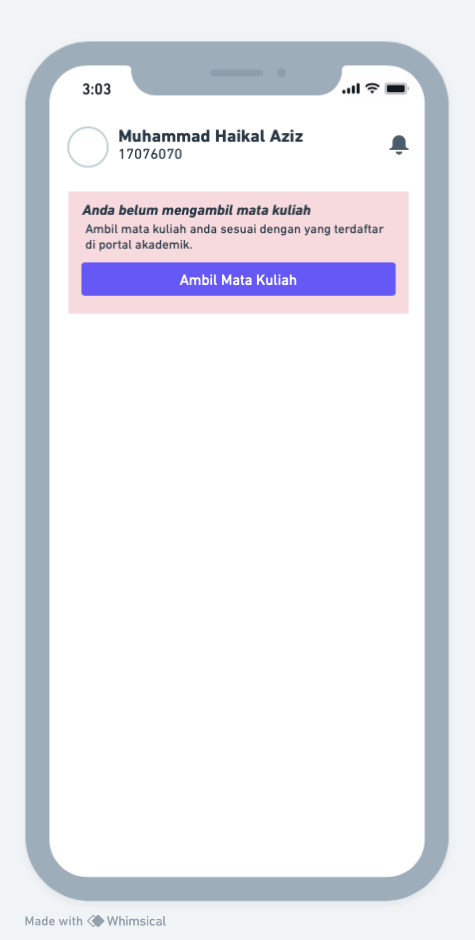 3:03
Muhammad Haikal Aziz
17076070
Anda belum mengambil mata kuliah
Ambil mata kuliah anda sesuai dengan yang terdaftar
di portal akademik.
Ambil Mata Kuliah
Made with Whimsical